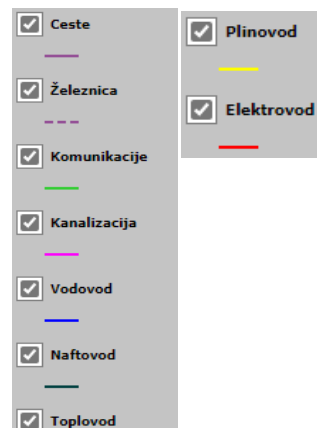 Ceste
Železnica
Komunikacije
Kanalizacija
Vodovod
Naftovod
Toplovod
Plinovod
Elektrovod